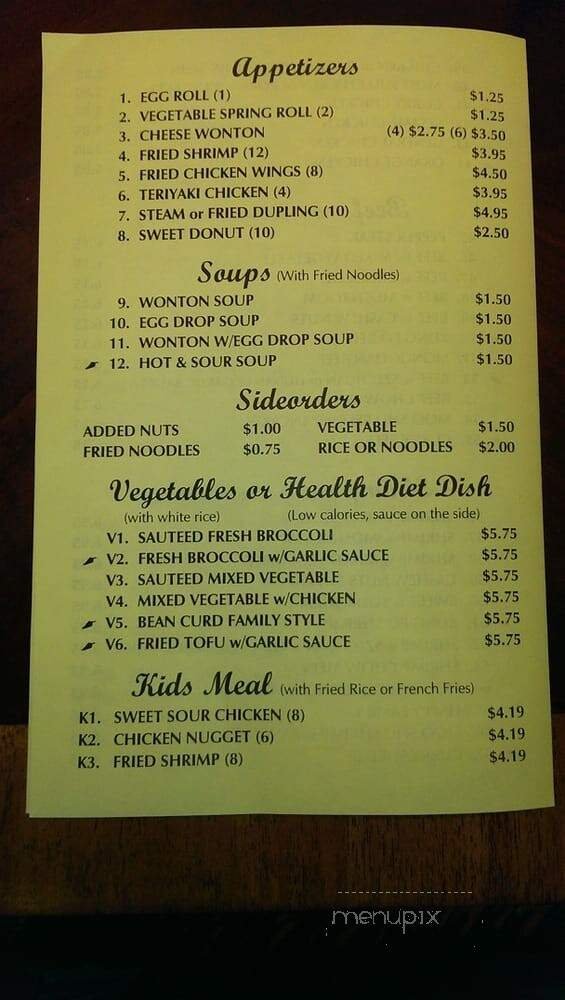 Appetizers
1. EGG ROLL (1) $1.25
2. VEGETABLE SPRING ROLL (2) $1.25
3. CHEESE WONTON (4) $2.75 (6) $3.50
4. FRIED SHRIMP (12) $3.95
5. FRIED CHICKEN WINGS (8) $4.50
6. TERIYAKI CHICKEN (4) $3.95
7. STEAM or FRIED DUPLING (10) $4.95
8. SWEET DONUT (10) $2.50
Soups (With Fried Noodles)
9. WONTON SOUP $1.50
10. EGG DROP SOUP $1.50
11. WONTON W/EGG DROP SOUP $1.50
12. HOT & SOUR SOUP $1.50
Sideorders
ADDED NUTS $1.00 VEGETABLE $1.50
FRIED NOODLES $0.75 RICE OR NOODLES $2.00
Vegetables or Health Diet Dish
(with white rice) (Low calories, sauce on the side)
V1. SAUTEED FRESH BROCCOLI $5.75
V2. FRESH BROCCOLI w/GARLIC SAUCE $5.75
V3. SAUTEED MIXED VEGETABLE $5.75
V4. MIXED VEGETABLE w/CHICKEN $5.75
V5. BEAN CURD FAMILY STYLE $5.75
V6. FRIED TOFU w/GARLIC SAUCE $5.75
Kids Meal (with Fried Rice or French Fries)
K1. SWEET SOUR CHICKEN (8) $4.19
K2. CHICKEN NUGGET (6) $4.19
K3. FRIED SHRIMP (8) $4.19
menupix